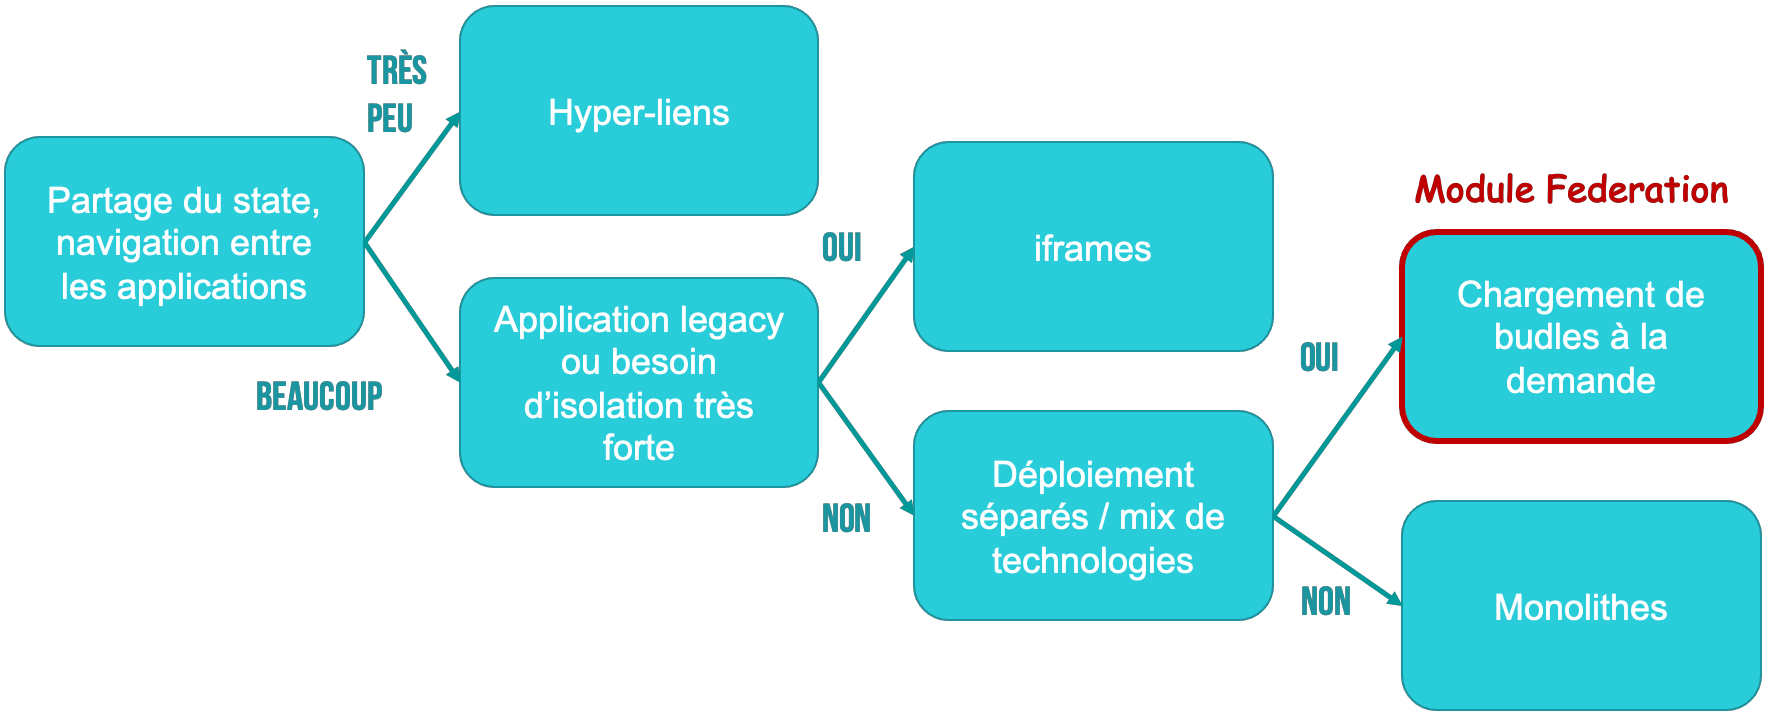 Partage du state,
navigation entre
les applications
TRÈS
PEU
Hyper-liens
BEAUCOUP
Application legacy
ou besoin
d’isolation très
forte
OUI
iframes
NON
Déploiement
séparés / mix de
technologies
OUI
Module Federation
Chargement de
budles à la
demande
NON
Monolithes